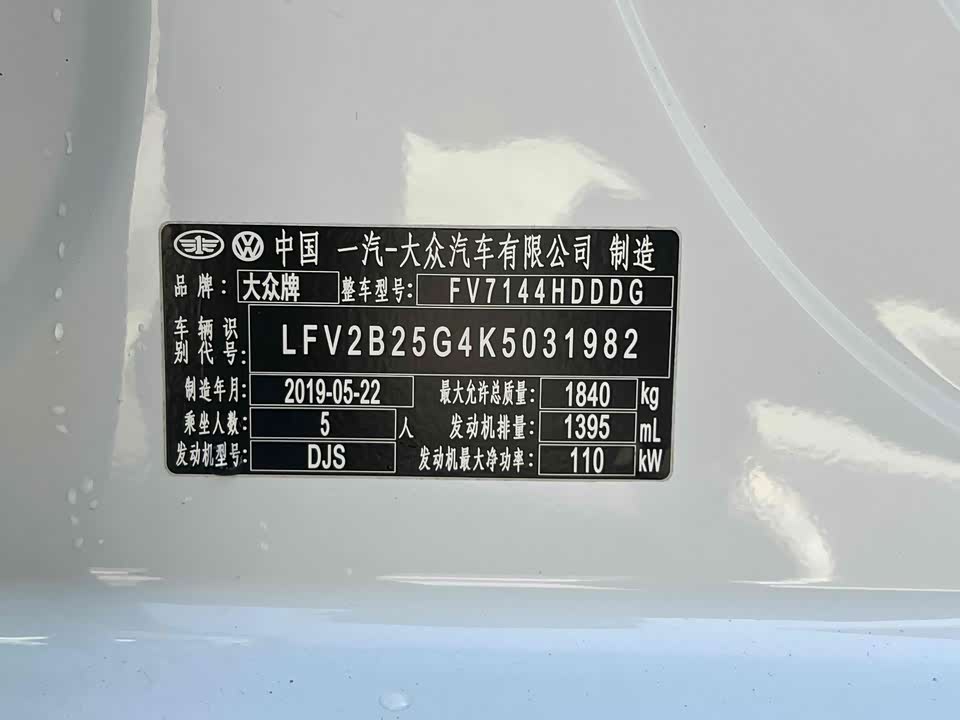 中国 一汽-大众汽车有限公司 制造
品牌: 大众牌 整车型号: FV7144HDDDG
车辆识别代号: LFV2B25G4K5031982
制造年月: 2019-05-22 最大允许总质量: 1840 kg
乘坐人数: 5 人 发动机排量: 1395 mL
发动机型号: DJS 发动机最大净功率: 110 kW